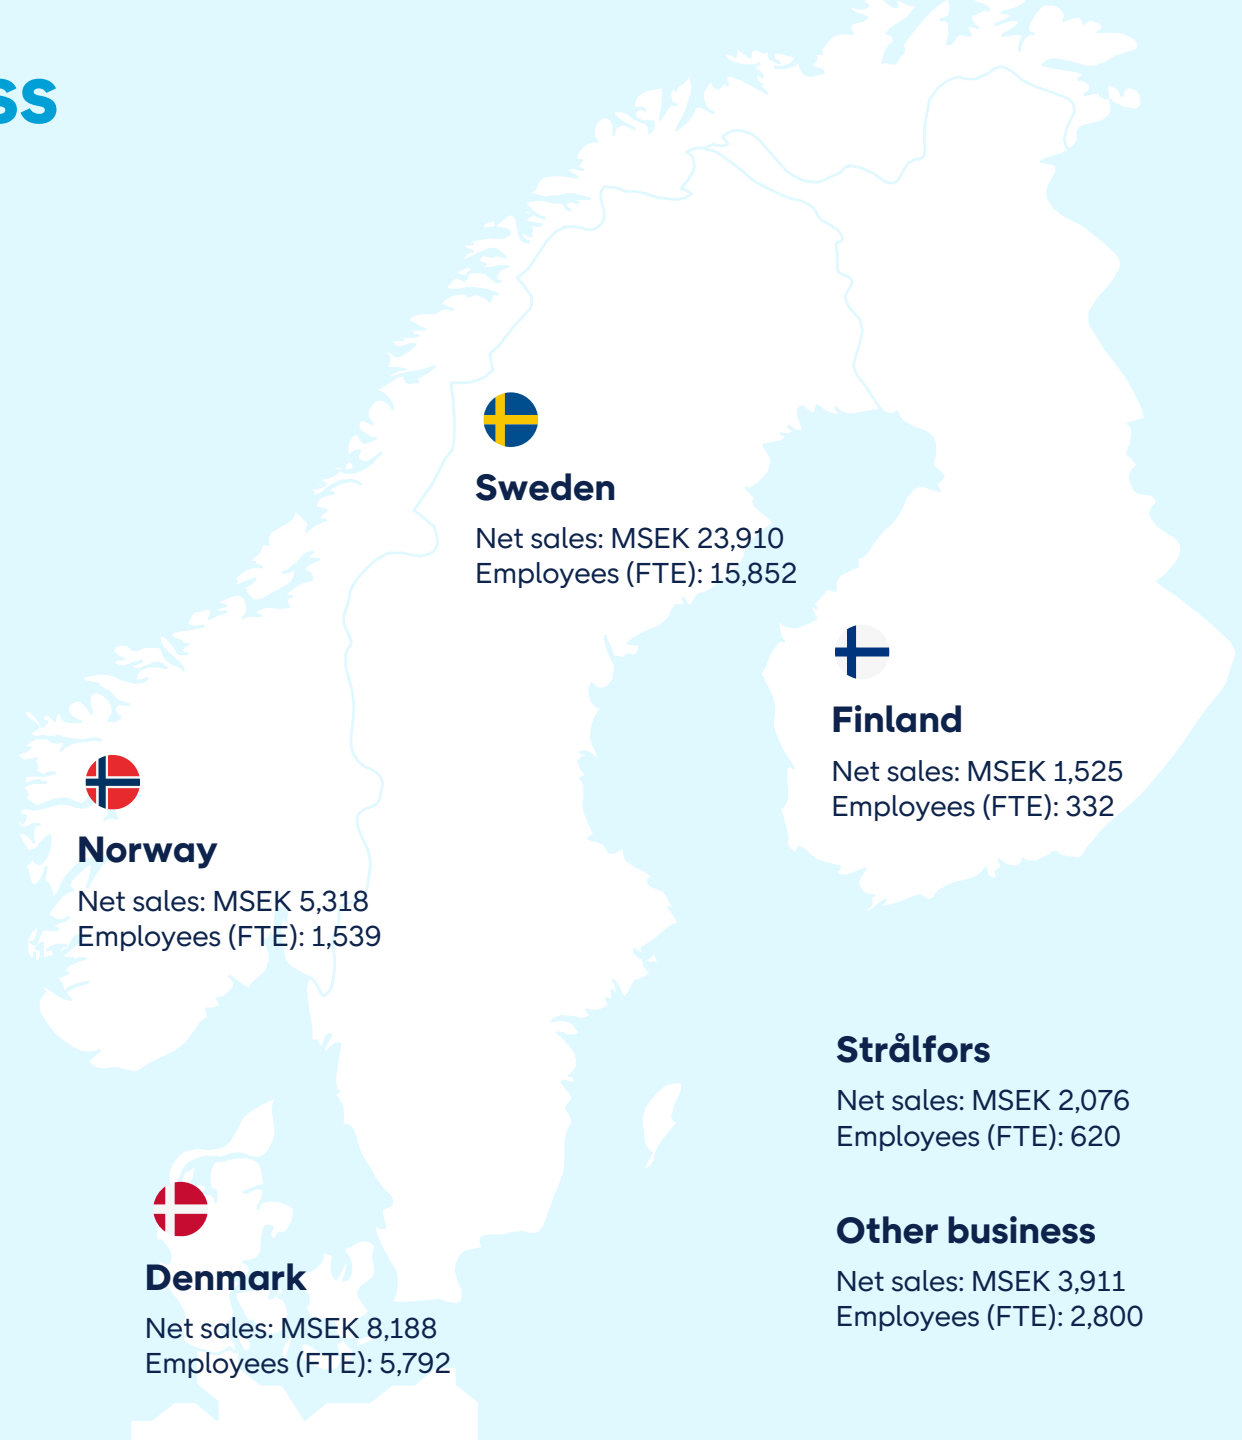 ss
Sweden
Net sales: MSEK 23,910
Employees (FTE): 15,852
Finland
Net sales: MSEK 1,525
Employees (FTE): 332
Norway
Net sales: MSEK 5,318
Employees (FTE): 1,539
Strålfors
Net sales: MSEK 2,076
Employees (FTE): 620
Other business
Net sales: MSEK 3,911
Employees (FTE): 2,800
Denmark
Net sales: MSEK 8,188
Employees (FTE): 5,792